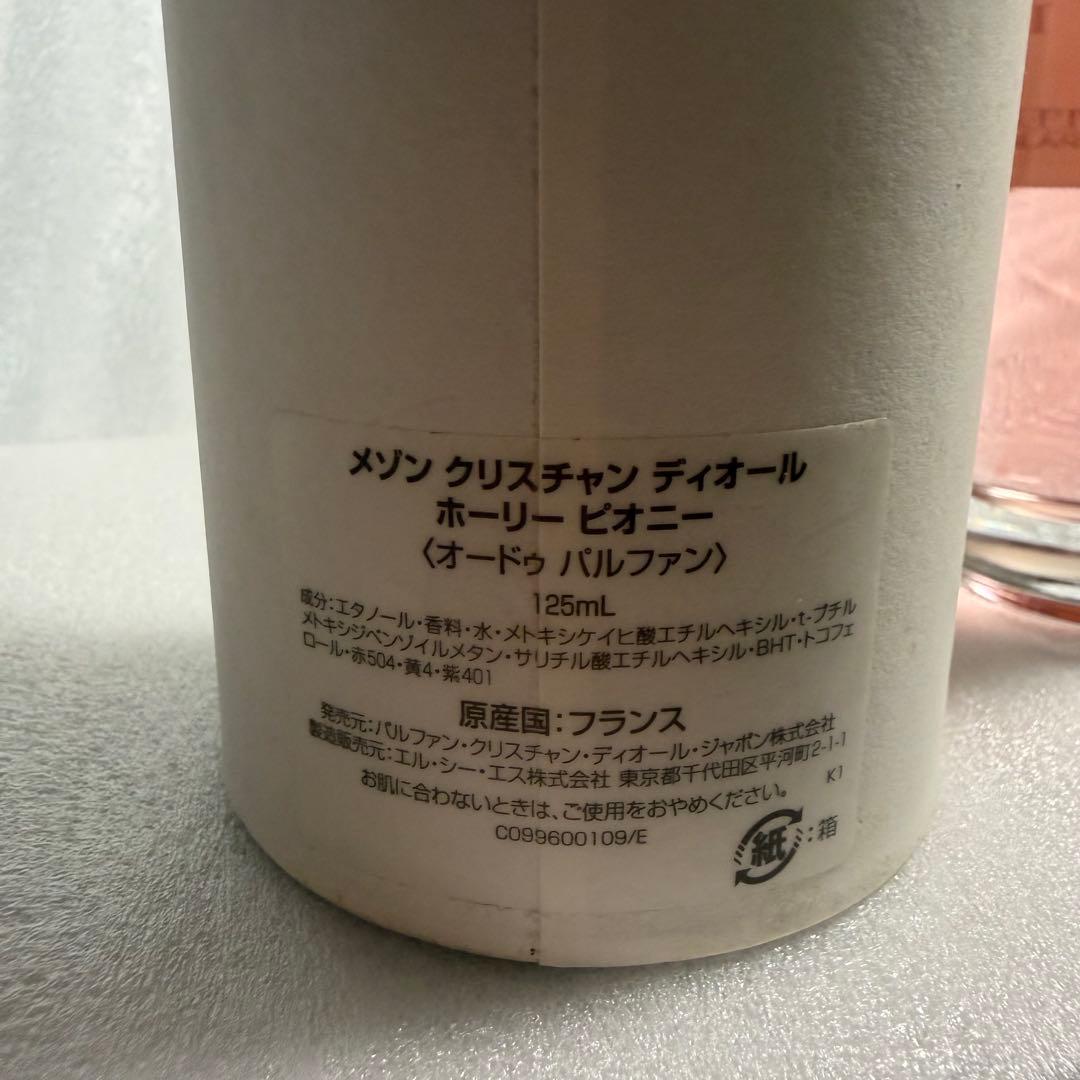 メゾン クリスチャン ディオール
ホーリー ピオニー
〈オードゥ パルファン〉
125mL
成分:エタノール・香料・水・メトキシケイヒ酸エチルヘキシル・t-ブチル
メトキシジベンゾイルメタン・サリチル酸エチルヘキシル・BHT・トコフェ
ロール・赤504・黄4・紫401
原産国:フランス
発売元:パルファン・クリスチャン・ディオール・ジャポン株式会社
製造販売元:エル・シー・エス株式会社 東京都千代田区平河町2-1-1
お肌に合わないときは、ご使用をおやめください。
K1
C099600109/E
紙:箱